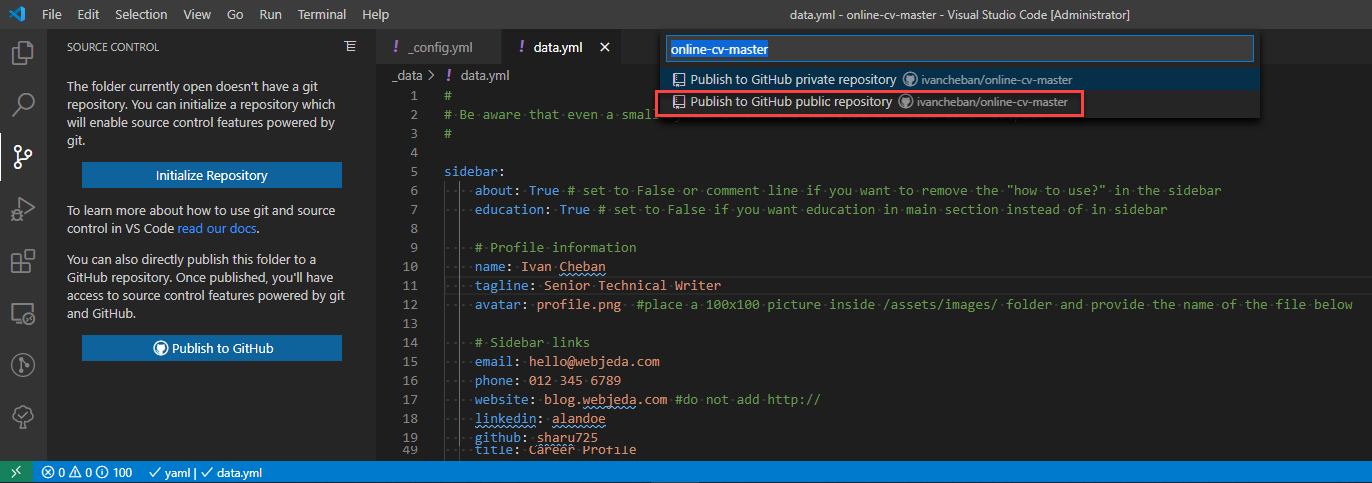 File Edit Selection View Go Run Terminal Help
data.yml - online-cv-master - Visual Studio Code [Administrator]
SOURCE CONTROL
The folder currently open doesn't have a git
repository. You can initialize a repository which
will enable source control features powered by
git.
Initialize Repository
To learn more about how to use git and source
control in VS Code read our docs.
You can also directly publish this folder to a
GitHub repository. Once published, you'll have
access to source control features powered by git
and GitHub.
Publish to GitHub
! _config.yml ! data.yml ×
online-cv-master
Publish to GitHub private repository ivancheban/online-cv-master
Publish to GitHub public repository ivancheban/online-cv-master
_data > ! data.yml
1 #
2 # Be aware that even a small
3 #
4
5 sidebar:
6 about: True # set to False or comment line if you want to remove the "how to use?" in the sidebar
7 education: True # set to False if you want education in main section instead of in sidebar
8
9 # Profile information
10 name: Ivan Cheban
11 tagline: Senior Technical Writer
12 avatar: profile.png #place a 100x100 picture inside /assets/images/ folder and provide the name of the file below
13
14 # Sidebar links
15 email: hello@webjeda.com
16 phone: 012 345 6789
17 website: blog.webjeda.com #do not add http://
18 linkedin: alandoe
19 github: sharu725
49 title: Career Profile
0 0 100 yaml | data.yml